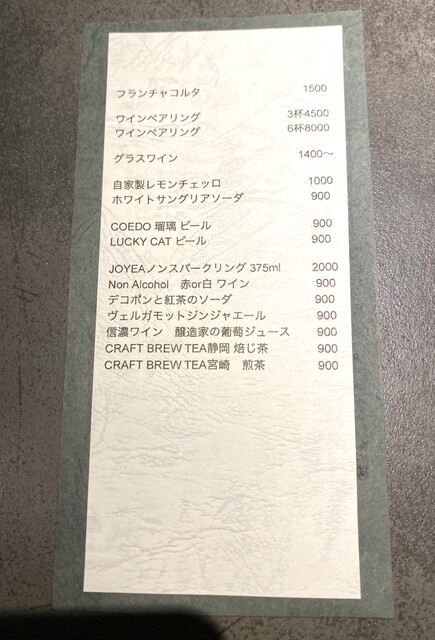 フランチャコルタ 1500
ワインペアリング 3杯4500
ワインペアリング 6杯8000
グラスワイン 1400～
自家製レモンチェッロ 1000
ホワイトサングリアソーダ 900
COEDO 瑠璃 ビール 900
LUCKY CAT ビール 900
JOYEAノンスパークリング 375ml 2000
Non Alcohol 赤or白 ワイン 900
デコポンと紅茶のソーダ 900
ヴェルガモットジンジャエール 900
信濃ワイン 醸造家の葡萄ジュース 900
CRAFT BREW TEA静岡 焙じ茶 900
CRAFT BREW TEA宮崎 煎茶 900